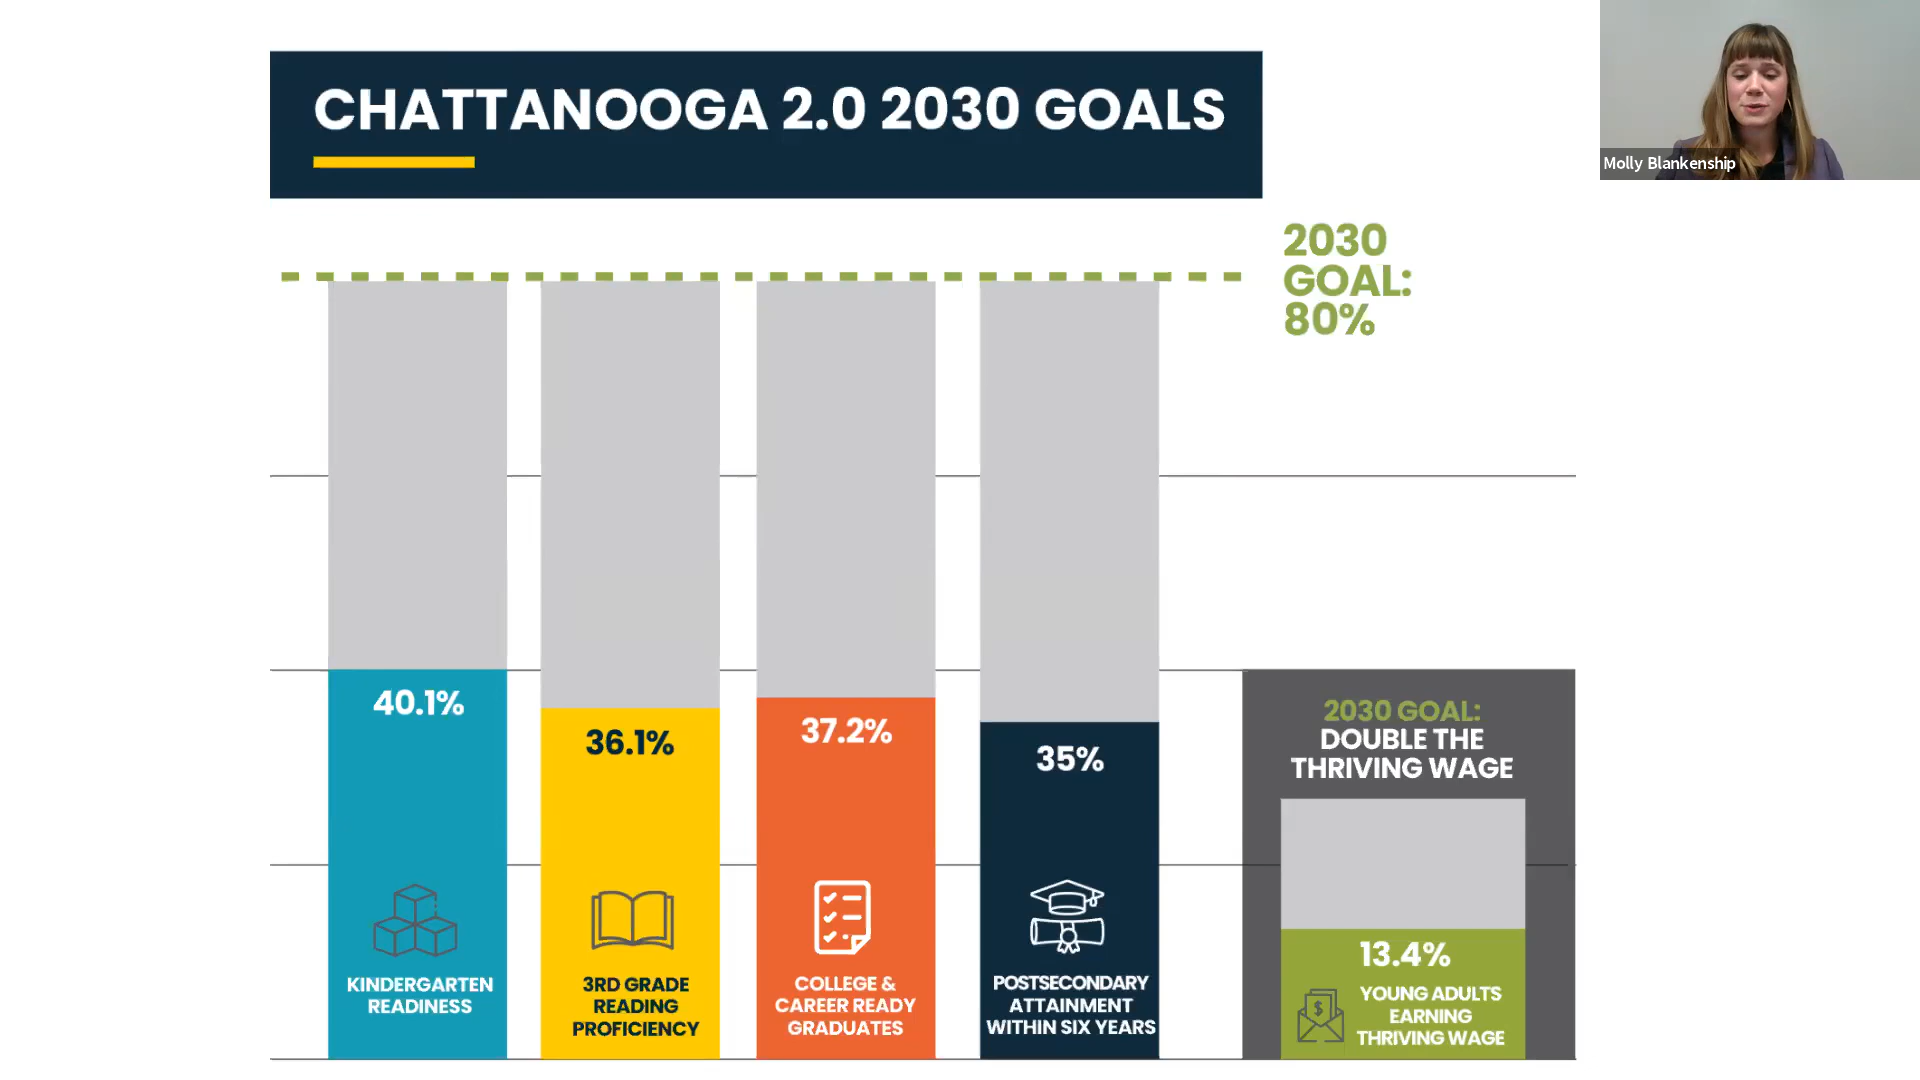 CHATTANOOGA 2.0 2030 GOALS
Molly Blankenship
2030
GOAL:
80%
40.1%
KINDERGARTEN
READINESS
36.1%
3RD GRADE
READING
PROFICIENCY
37.2%
COLLEGE &
CAREER READY
GRADUATES
35%
POSTSECONDARY
ATTAINMENT
WITHIN SIX YEARS
2030 GOAL:
DOUBLE THE
THRIVING WAGE
13.4%
$
YOUNG ADULTS
EARNING
THRIVING WAGE